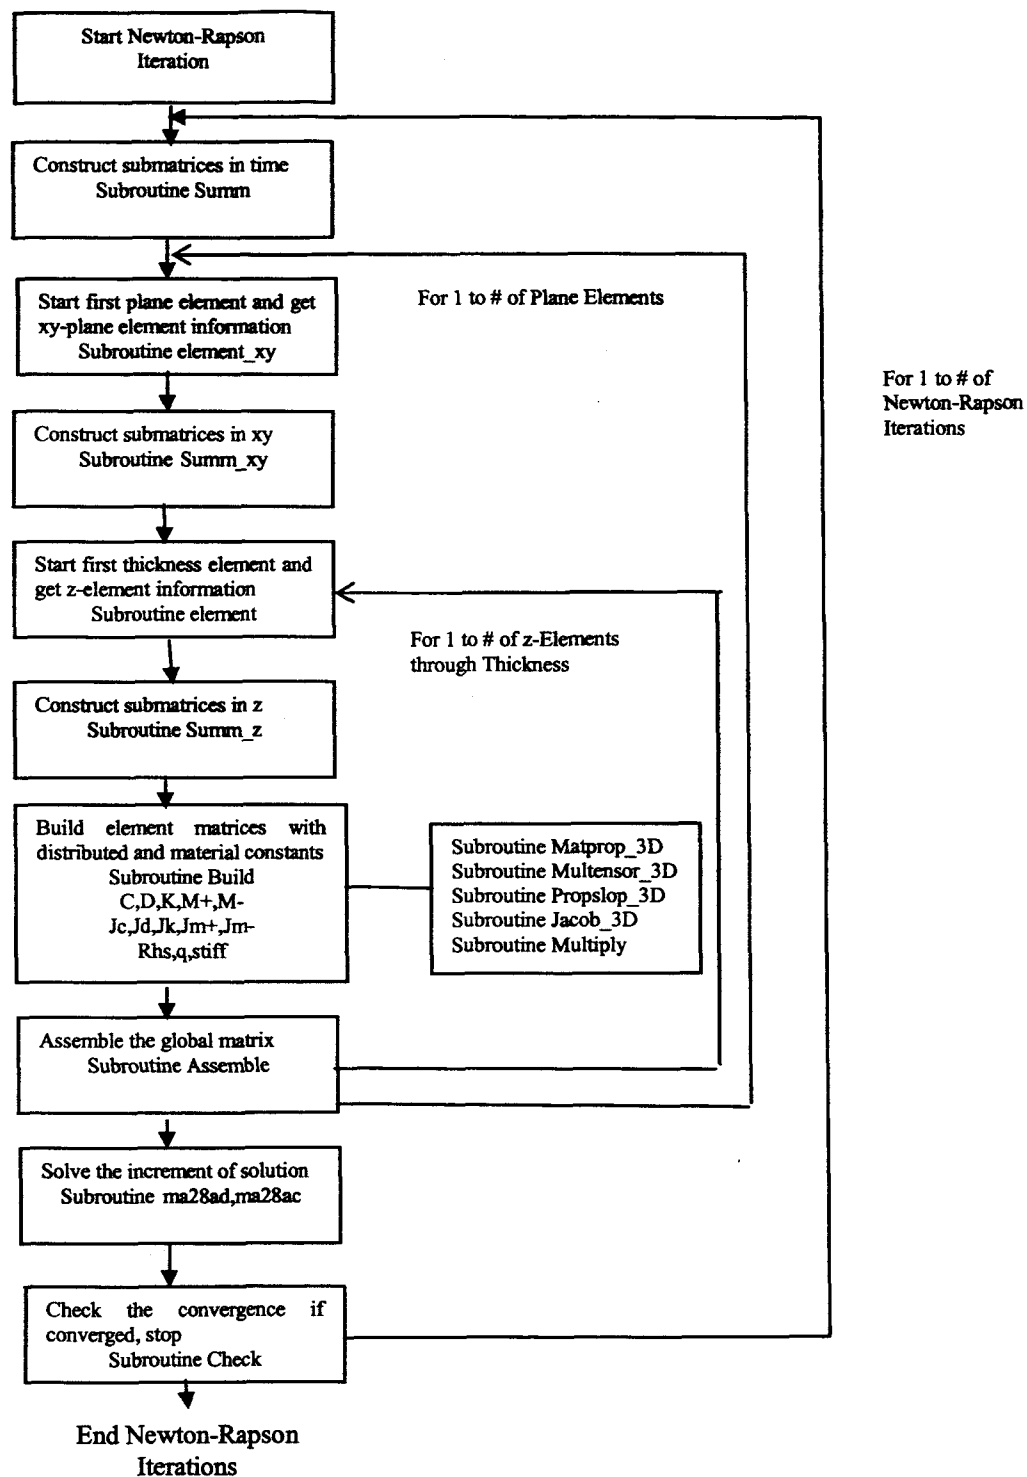 Start Newton-Rapson
Iteration
Construct submatrices in time
Subroutine Summ
Start first plane element and get
xy-plane element information
Subroutine element_xy
For 1 to # of Plane Elements
For 1 to # of
Newton-Rapson
Iterations
Construct submatrices in xy
Subroutine Summ_xy
Start first thickness element and
get z-element information
Subroutine element
For 1 to # of z-Elements
through Thickness
Construct submatrices in z
Subroutine Summ_z
Build element matrices with
distributed and material constants
Subroutine Build
C,D,K,M+,M-
Jc,Jd,Jk,Jm+,Jm-
Rhs,q,stiff
Subroutine Matprop_3D
Subroutine Multensor_3D
Subroutine Propslop_3D
Subroutine Jacob_3D
Subroutine Multiply
Assemble the global matrix
Subroutine Assemble
Solve the increment of solution
Subroutine ma28ad,ma28ac
Check the convergence if
converged, stop
Subroutine Check
End Newton-Rapson
Iterations